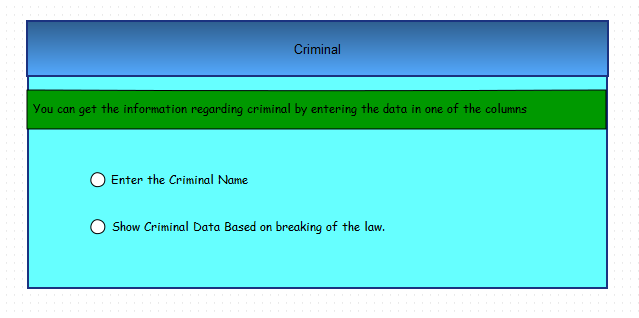 Criminal
You can get the information regarding criminal by entering the data in one of the columns
Enter the Criminal Name
Show Criminal Data Based on breaking of the law.